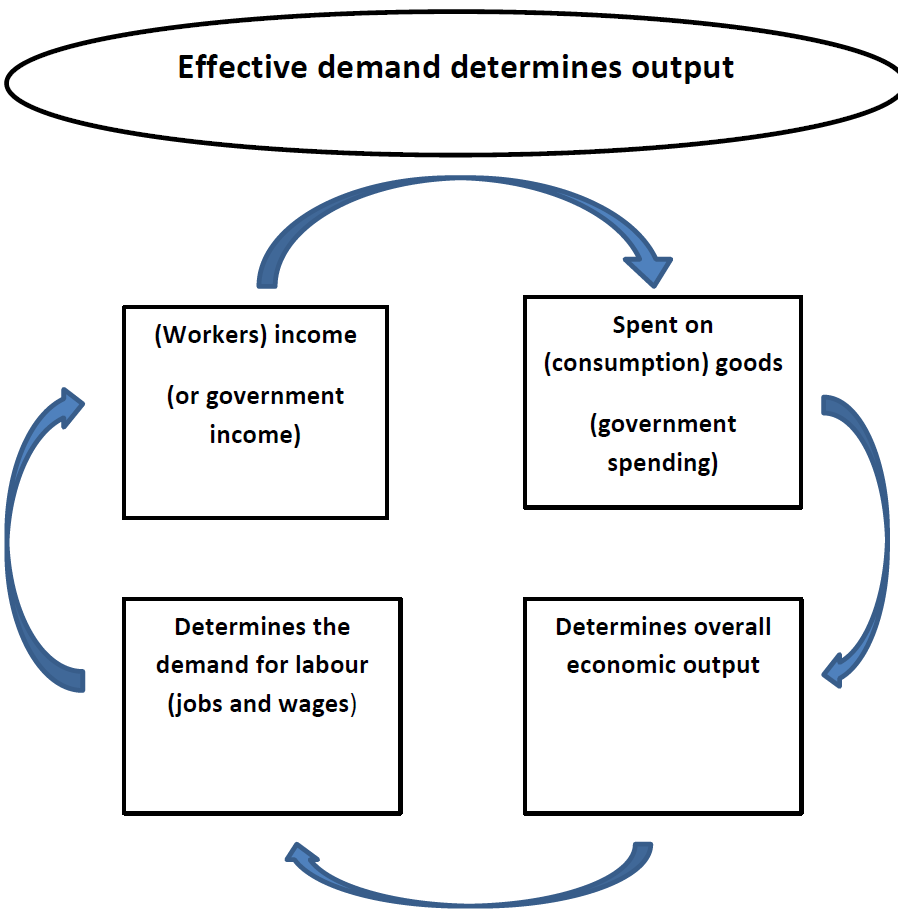 Effective demand determines output
(Workers) income
(or government
income)
Spent on
(consumption) goods
(government
spending)
Determines the
demand for labour
(jobs and wages)
Determines overall
economic output